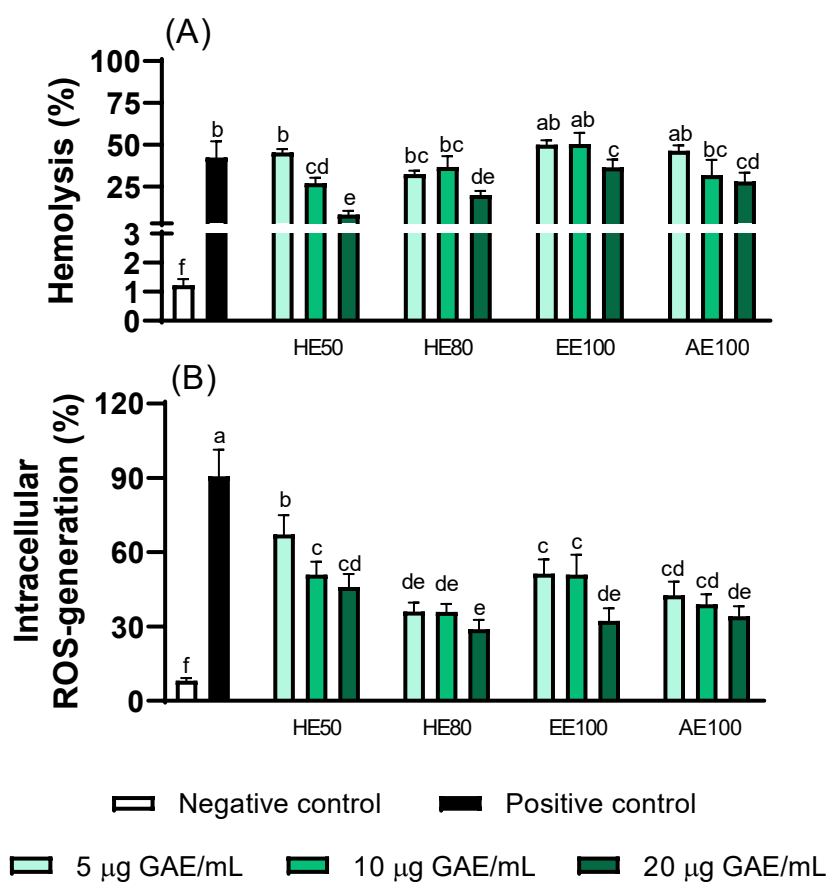 (A)
Hemolysis (%)
100
75
50
25
3
2
1
0
f
b
b
cd
e
bc
bc
de
ab
ab
c
ab
bc
cd
HE50
HE80
EE100
AE100
(B)
Intracellular
ROS-generation (%)
120
90
60
30
0
f
a
b
c
cd
de
de
e
c
c
de
cd
cd
de
HE50
HE80
EE100
AE100
Negative control
Positive control
5 μg GAE/mL
10 μg GAE/mL
20 μg GAE/mL